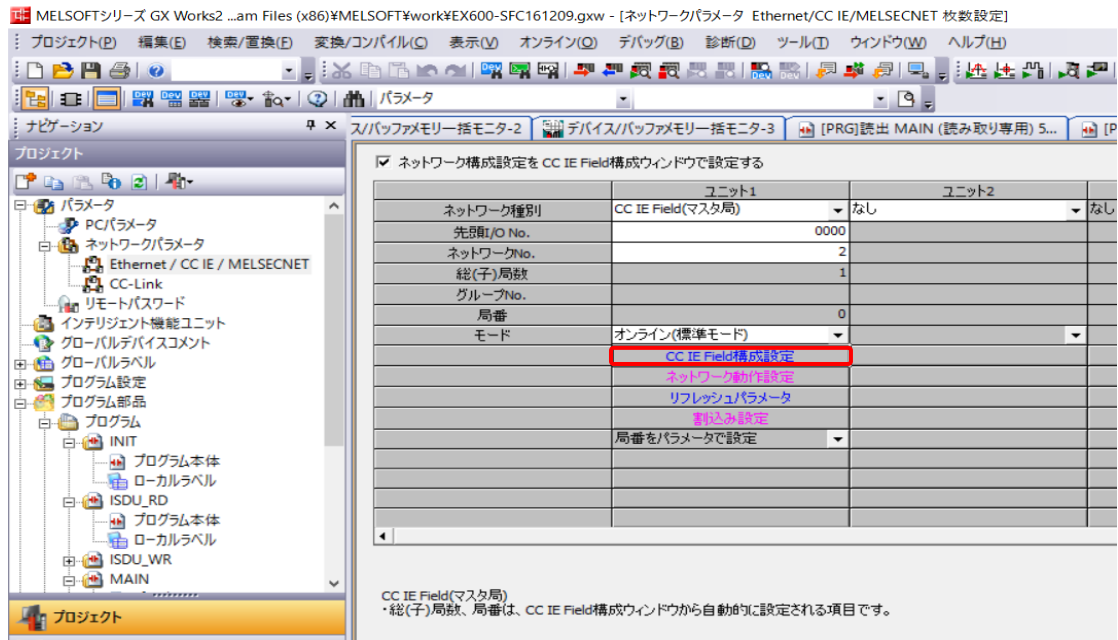 MELSOFTシリーズ GX Works2 ...am Files (x86)¥MELSOFT¥work¥EX600-SFC161209.gxw - [ネットワークパラメータ Ethernet/CC IE/MELSECNET 枚数設定]
プロジェクト(P) 編集(E) 検索/置換(F) 変換/コンパイル(C) 表示(V) オンライン(O) デバッグ(B) 診断(D) ツール(T) ウィンドウ(W) ヘルプ(H)
パラメータ
ナビゲーション
ス/バッファメモリ一括モニタ-2 デバイス/バッファメモリ一括モニタ-3 [PRG]読出 MAIN (読み取り専用) 5... [P
プロジェクト
パラメータ
PCパラメータ
ネットワークパラメータ
Ethernet / CC IE / MELSECNET
CC-Link
リモートパスワード
インテリジェント機能ユニット
グローバルデバイスコメント
グローバルラベル
プログラム設定
プログラム部品
プログラム
INIT
プログラム本体
ローカルラベル
ISDU_RD
プログラム本体
ローカルラベル
ISDU_WR
MAIN
プロジェクト
ネットワーク構成設定をCC IE Field構成ウィンドウで設定する
ユニット1 ユニット2
ネットワーク種別 CC IE Field(マスタ局) なし なし
先頭I/O No. 0000
ネットワークNo. 2
総(子)局数 1
グループNo.
局番 0
モード オンライン(標準モード)
CC IE Field構成設定
ネットワーク動作設定
リフレッシュパラメータ
割込み設定
局番をパラメータで設定
CC IE Field(マスタ局)
・総(子)局数、局番は、CC IE Field構成ウィンドウから自動的に設定される項目です。